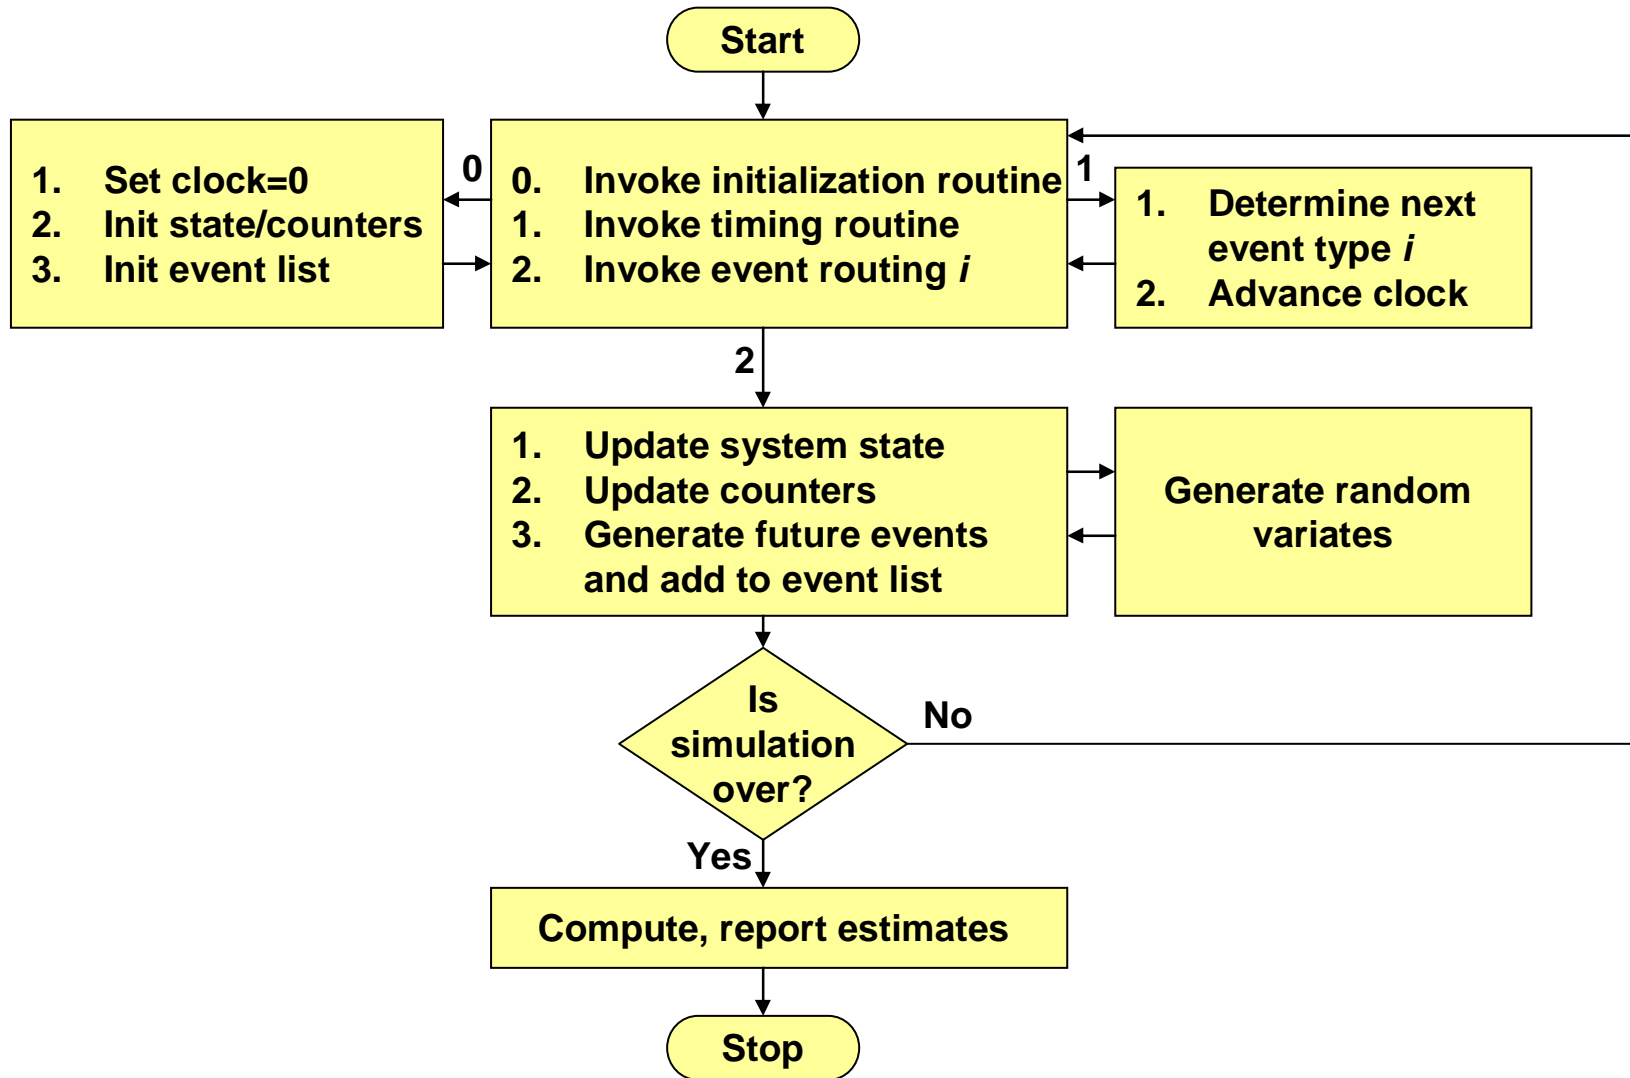 Start
1. Set clock=0
2. Init state/counters
3. Init event list
0
0. Invoke initialization routine
1. Invoke timing routine
2. Invoke event routing i
1
1. Determine next
event type i
2. Advance clock
2
1. Update system state
2. Update counters
3. Generate future events
and add to event list
Generate random
variates
Is
simulation
over?
No
Yes
Compute, report estimates
Stop